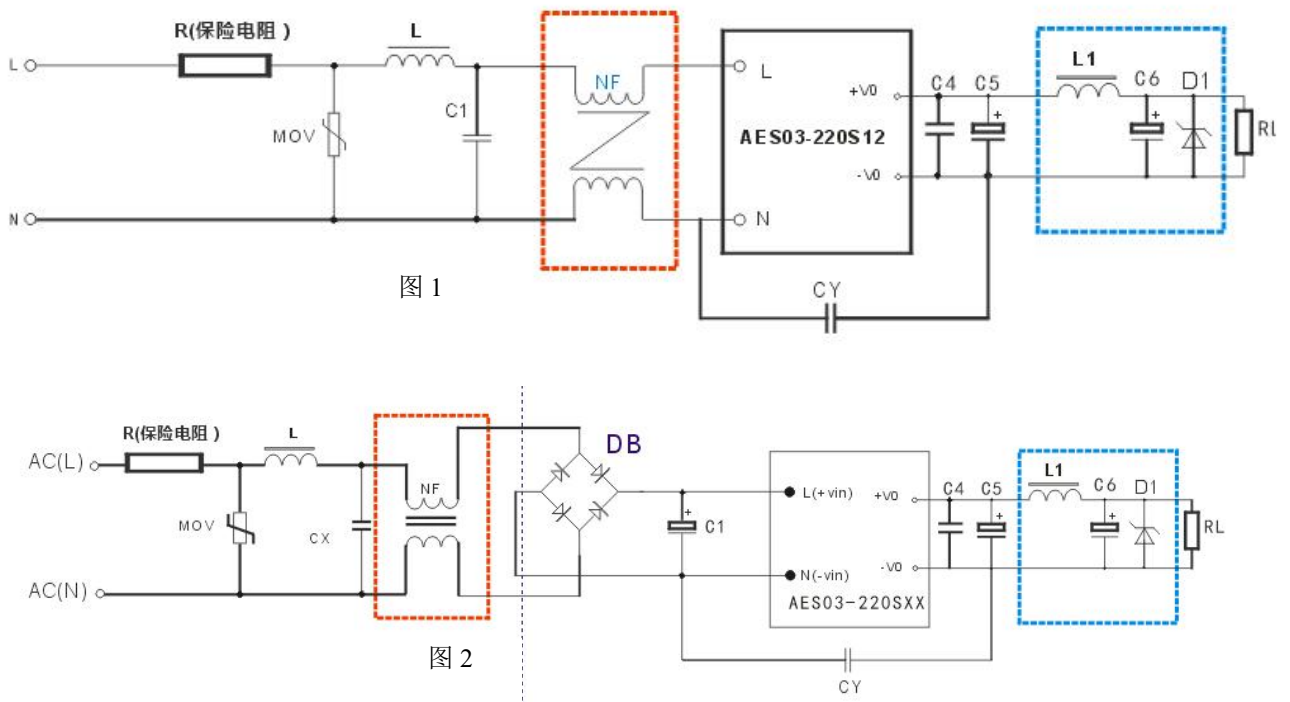 R(保险电阻)
L
NF
L
N
MOV
C1
L
N
+V0
-V0
AES03-220S12
C4
C5
L1
C6
D1
+
+
Rl
CY
图 1
R(保险电阻)
L
AC(L)
AC(N)
MOV
CX
NF
DB
+
C1
L(+vin)
N(-vin)
+V0
-V0
AES03-220SXX
C4
C5
+
L1
C6
+
D1
RL
CY
图 2